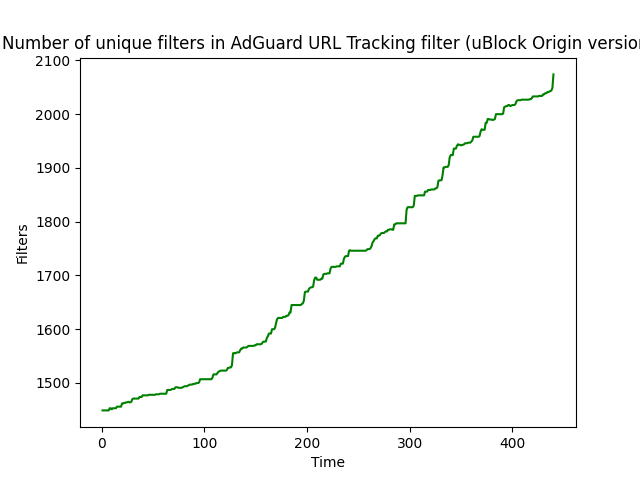 Number of unique filters in AdGuard URL Tracking filter (uBlock Origin version
2100
2000
1900
1800
1700
1600
1500
Filters
0 100 200 300 400
Time